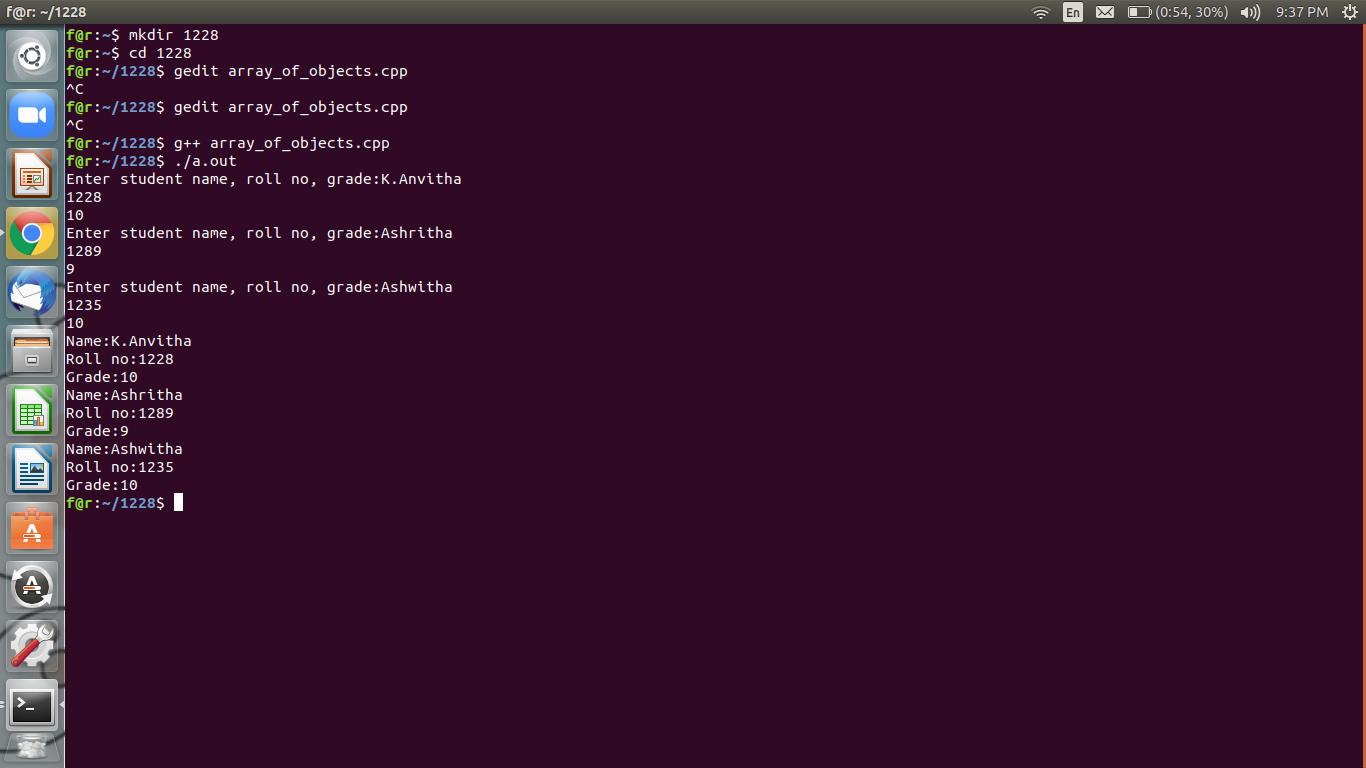 f@r: ~/1228
En
(0:54, 30%)
9:37 PM
f@r:~$ mkdir 1228
f@r:~$ cd 1228
f@r:~/1228$ gedit array_of_objects.cpp
^C
f@r:~/1228$ gedit array_of_objects.cpp
^C
f@r:~/1228$ g++ array_of_objects.cpp
f@r:~/1228$ ./a.out
Enter student name, roll no, grade:K.Anvitha
1228
10
Enter student name, roll no, grade:Ashritha
1289
9
Enter student name, roll no, grade:Ashwitha
1235
10
Name:K.Anvitha
Roll no:1228
Grade:10
Name:Ashritha
Roll no:1289
Grade:9
Name:Ashwitha
Roll no:1235
Grade:10
f@r:~/1228$